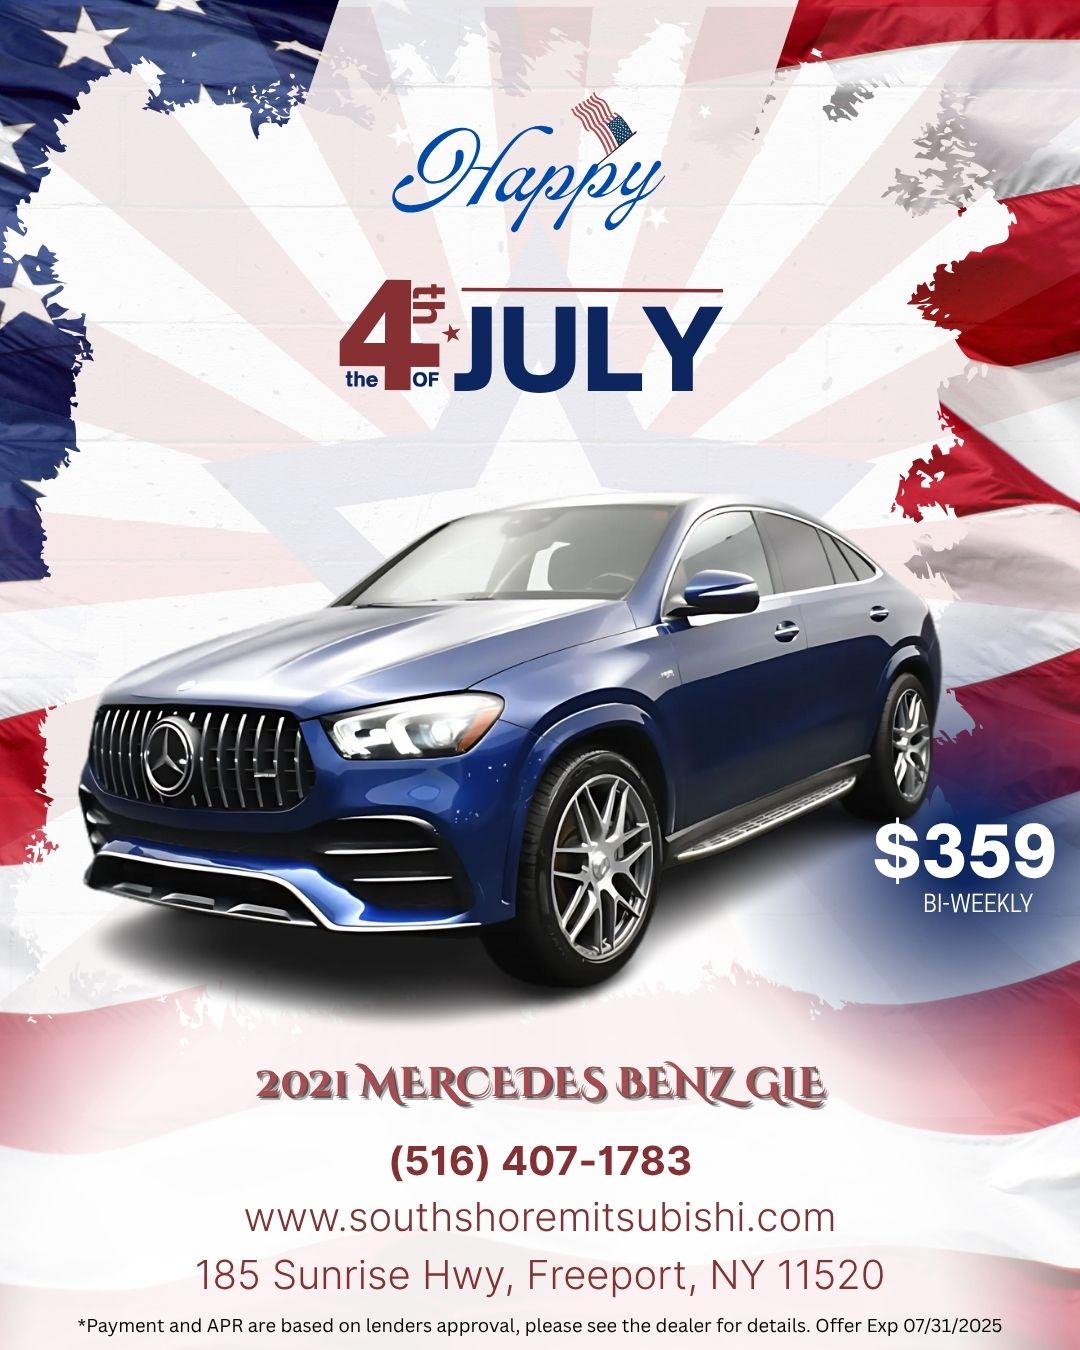 Happy
the 4th OF JULY
$359
BI-WEEKLY
2021 MERCEDES BENZ GLE
(516) 407-1783
www.southshoremitsubishi.com
185 Sunrise Hwy, Freeport, NY 11520
*Payment and APR are based on lenders approval, please see the dealer for details. Offer Exp 07/31/2025